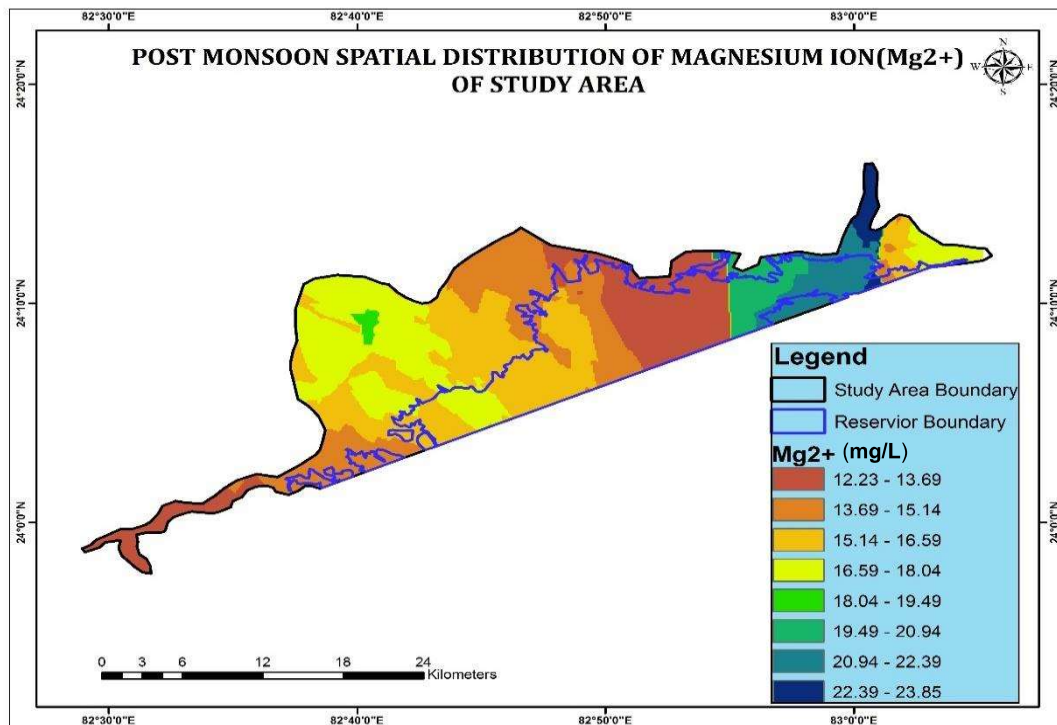 82°30'0"E 82°40'0"E 82°50'0"E 83°0'0"E
POST MONSOON SPATIAL DISTRIBUTION OF MAGNESIUM ION(Mg2+)
OF STUDY AREA
N
W E
S
24°20'0"N 24°20'0"N
24°10'0"N 24°10'0"N
24°0'0"N 24°0'0"N
Legend
Study Area Boundary
Reservior Boundary
Mg2+ (mg/L)
12.23 - 13.69
13.69 - 15.14
15.14 - 16.59
16.59 - 18.04
18.04 - 19.49
19.49 - 20.94
20.94 - 22.39
22.39 - 23.85
0 3 6 12 18 24
Kilometers
82°30'0"E 82°40'0"E 82°50'0"E 83°0'0"E